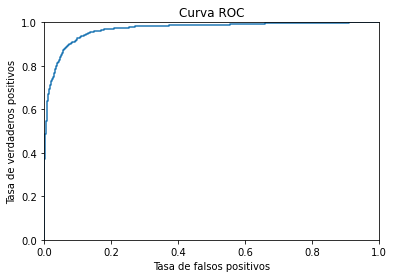 Curva ROC
Tasa de verdaderos positivos
1.0
0.8
0.6
0.4
0.2
0.0
0.0 0.2 0.4 0.6 0.8 1.0
Tasa de falsos positivos